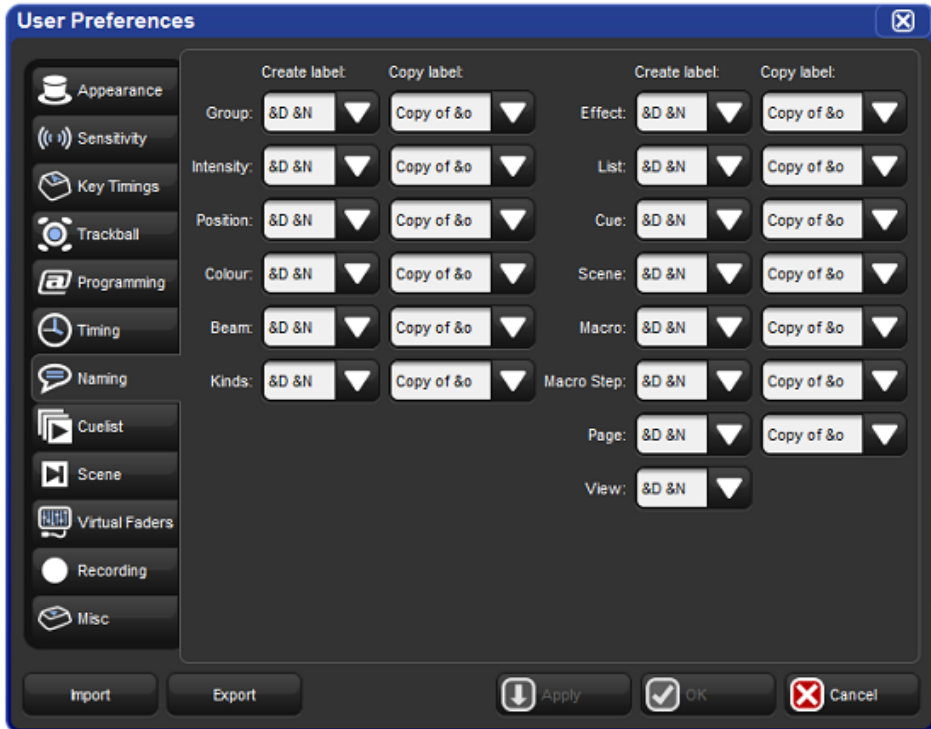 User Preferences
Appearance
Sensitivity
Key Timings
Trackball
Programming
Timing
Naming
Cuelist
Scene
Virtual Faders
Recording
Misc
Create label: Copy label: Create label: Copy label:
Group: &D &N Copy of &o Effect: &D &N Copy of &o
Intensity: &D &N Copy of &o List: &D &N Copy of &o
Position: &D &N Copy of &o Cue: &D &N Copy of &o
Colour: &D &N Copy of &o Scene: &D &N Copy of &o
Beam: &D &N Copy of &o Macro: &D &N Copy of &o
Kinds: &D &N Copy of &o Macro Step: &D &N Copy of &o
Page: &D &N Copy of &o
View: &D &N
Import Export Apply OK Cancel